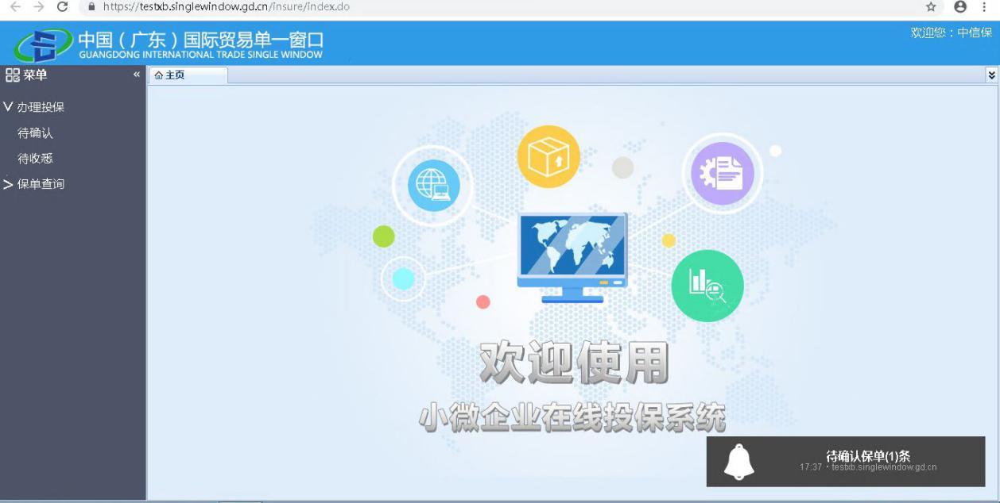 https://testxb.singlewindow.gd.cn/insure/index.do
中国（广东）国际贸易单一窗口
GUANGDONG INTERNATIONAL TRADE SINGLE WINDOW
欢迎您：中信保
菜单
«
主页
办理投保
待确认
待收悉
保单查询
欢迎使用
小微企业在线投保系统
待确认保单(1)条
17:37 · testxb.singlewindow.gd.cn